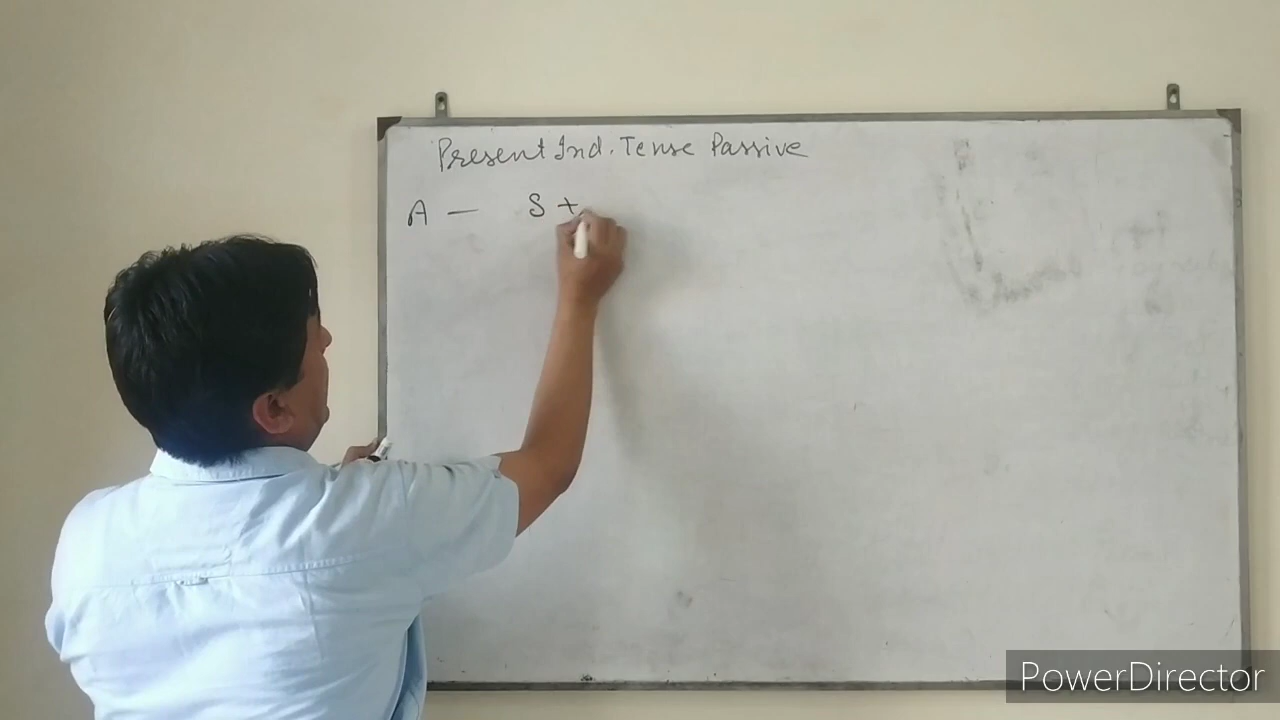 Present Ind. Tense Passive
A — S +
PowerDirector